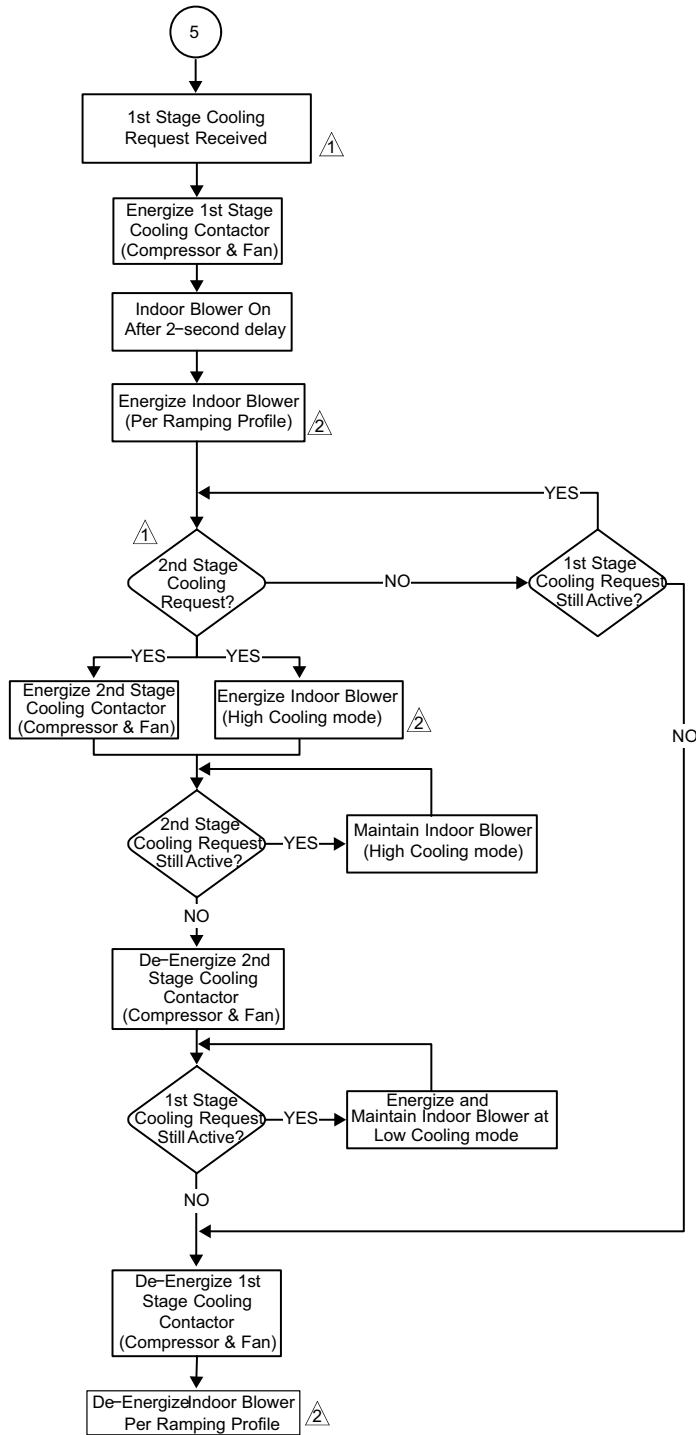 5
1st Stage Cooling
Request Received
1
Energize 1st Stage
Cooling Contactor
(Compressor & Fan)
Indoor Blower On
After 2-second delay
Energize Indoor Blower
(Per Ramping Profile)
2
YES
1
2nd Stage
Cooling
Request?
NO
1st Stage
Cooling Request
Still Active?
YES
YES
Energize 2nd Stage
Cooling Contactor
(Compressor & Fan)
Energize Indoor Blower
(High Cooling mode)
2
NO
2nd Stage
Cooling Request
Still Active?
YES
Maintain Indoor Blower
(High Cooling mode)
NO
De-Energize 2nd
Stage Cooling
Contactor
(Compressor & Fan)
1st Stage
Cooling Request
Still Active?
YES
Energize and
Maintain Indoor Blower at
Low Cooling mode
NO
De-Energize 1st
Stage Cooling
Contactor
(Compressor & Fan)
De-EnergizeIndoor Blower
Per Ramping Profile
2